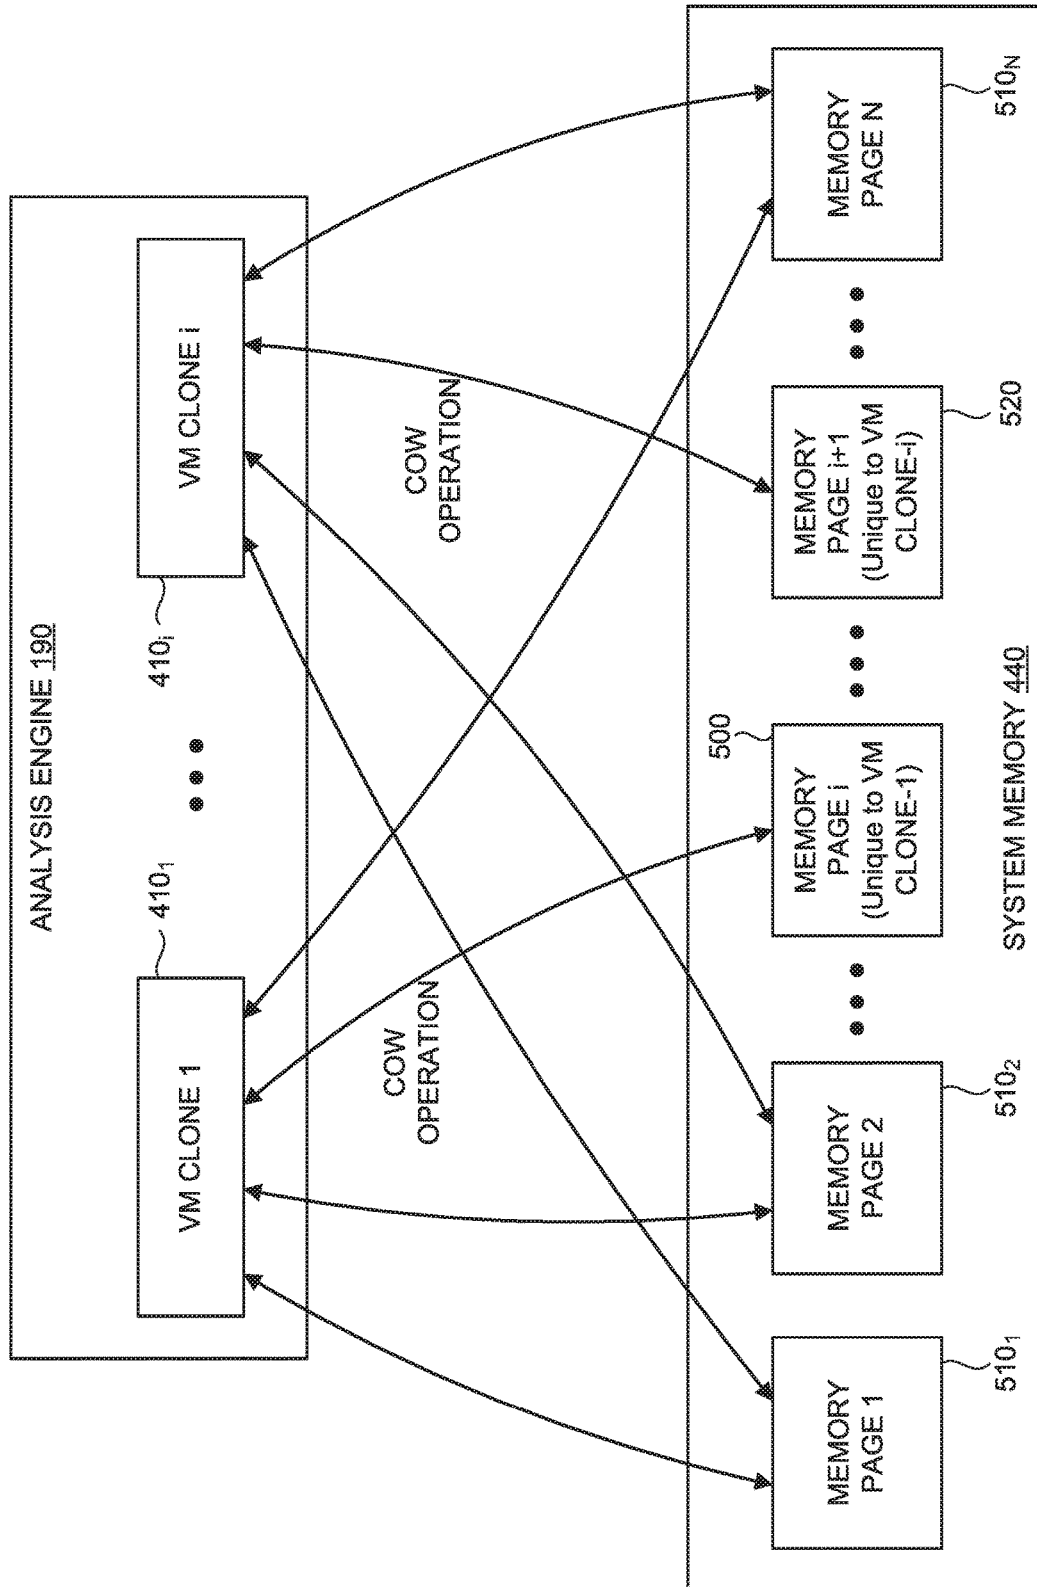 ANALYSIS ENGINE 190
410₁
410ᵢ
VM CLONE 1
VM CLONE i
COW
OPERATION
COW
OPERATION
500
MEMORY
PAGE 1
MEMORY
PAGE 2
MEMORY
PAGE i
(Unique to VM
CLONE-1)
MEMORY
PAGE i+1
(Unique to VM
CLONE-i)
MEMORY
PAGE N
510₁
510₂
520
510N
SYSTEM MEMORY 440